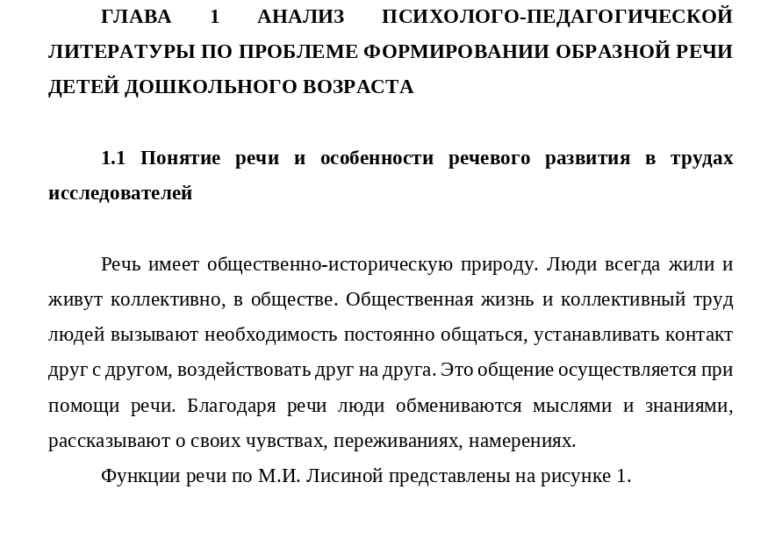 ГЛАВА 1 АНАЛИЗ ПСИХОЛОГО-ПЕДАГОГИЧЕСКОЙ
ЛИТЕРАТУРЫ ПО ПРОБЛЕМЕ ФОРМИРОВАНИИ ОБРАЗНОЙ РЕЧИ
ДЕТЕЙ ДОШКОЛЬНОГО ВОЗРАСТА
1.1 Понятие речи и особенности речевого развития в трудах
исследователей
Речь имеет общественно-историческую природу. Люди всегда жили и
живут коллективно, в обществе. Общественная жизнь и коллективный труд
людей вызывают необходимость постоянно общаться, устанавливать контакт
друг с другом, воздействовать друг на друга. Это общение осуществляется при
помощи речи. Благодаря речи люди обмениваются мыслями и знаниями,
рассказывают о своих чувствах, переживаниях, намерениях.
Функции речи по М.И. Лисиной представлены на рисунке 1.